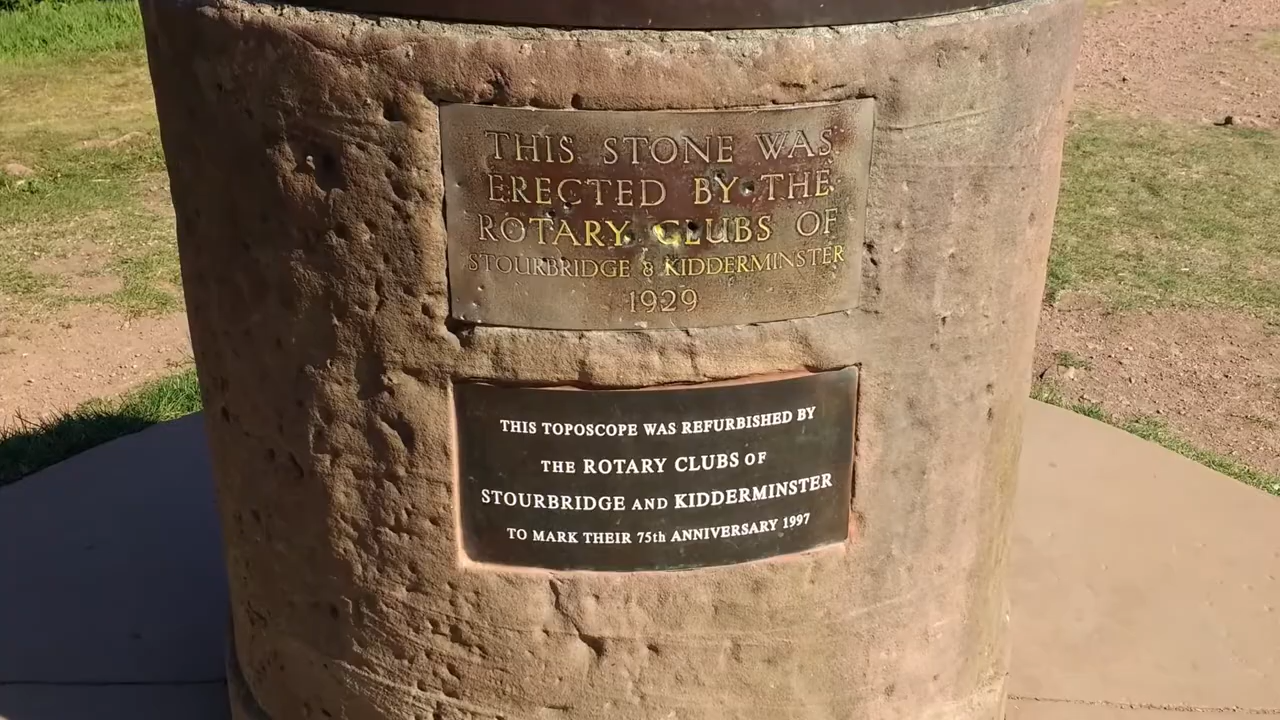 THIS STONE WAS
ERECTED BY THE
ROTARY CLUBS OF
STOURBRIDGE & KIDDERMINSTER
1929
THIS TOPOSCOPE WAS REFURBISHED BY
THE ROTARY CLUBS OF
STOURBRIDGE AND KIDDERMINSTER
TO MARK THEIR 75th ANNIVERSARY 1997